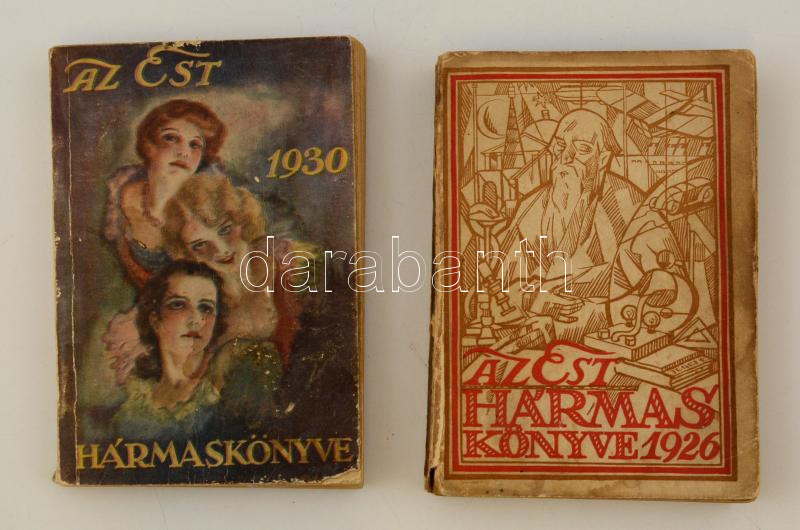 AZ EST
1930
HÁRMASKÖNYVE
AZ EST
HÁRMAS
KÖNYVE 1926
darabanth